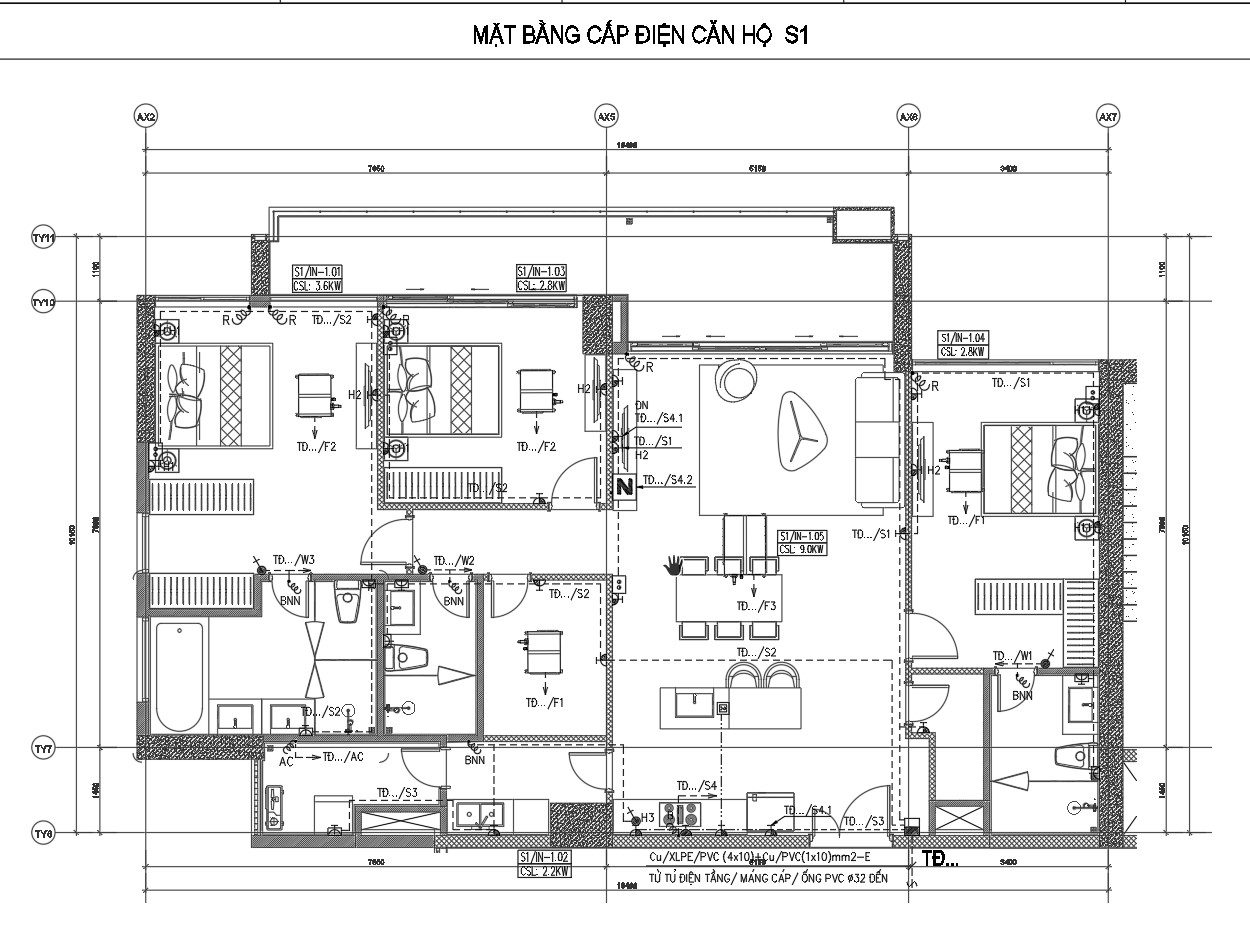 MẶT BẰNG CẤP ĐIỆN CĂN HỘ S1
AX2
AX5
AX6
AX7
6150
3400
TY11
TY10
S1/IN-1.01
CSL: 3.6KW
S1/IN-1.03
CSL: 2.8KW
1100
1100
R
R
TĐ.../S2
R
S1/IN-1.04
CSL: 2.8KW
R
R
TĐ.../S1
H2
H2
ĐN
TĐ.../S4.1
TĐ.../F2
TĐ.../F2
TĐ.../S1
H2
H2
TĐ.../S4.2
N
TĐ.../S2
TĐ.../F1
TĐ.../S1
S1/IN-1.05
CSL: 9.0KW
TĐ.../W3
TĐ.../W2
BNN
BNN
TĐ.../S2
TĐ.../F3
TĐ.../S2
TĐ.../W1
BNN
TĐ.../F1
TĐ.../S2
TY7
AC
TĐ.../AC
BNN
TĐ.../S3
TĐ.../S4
TĐ.../S4.1
H3
TĐ.../S3
TY6
S1/IN-1.02
CSL: 2.2KW
Cu/XLPE/PVC (4x10)+Cu/PVC(1x10)mm2-E
TĐ...
3400
TỪ TỦ ĐIỆN TẦNG/ MÁNG CÁP/ ỐNG PVC Ø32 ĐẾN